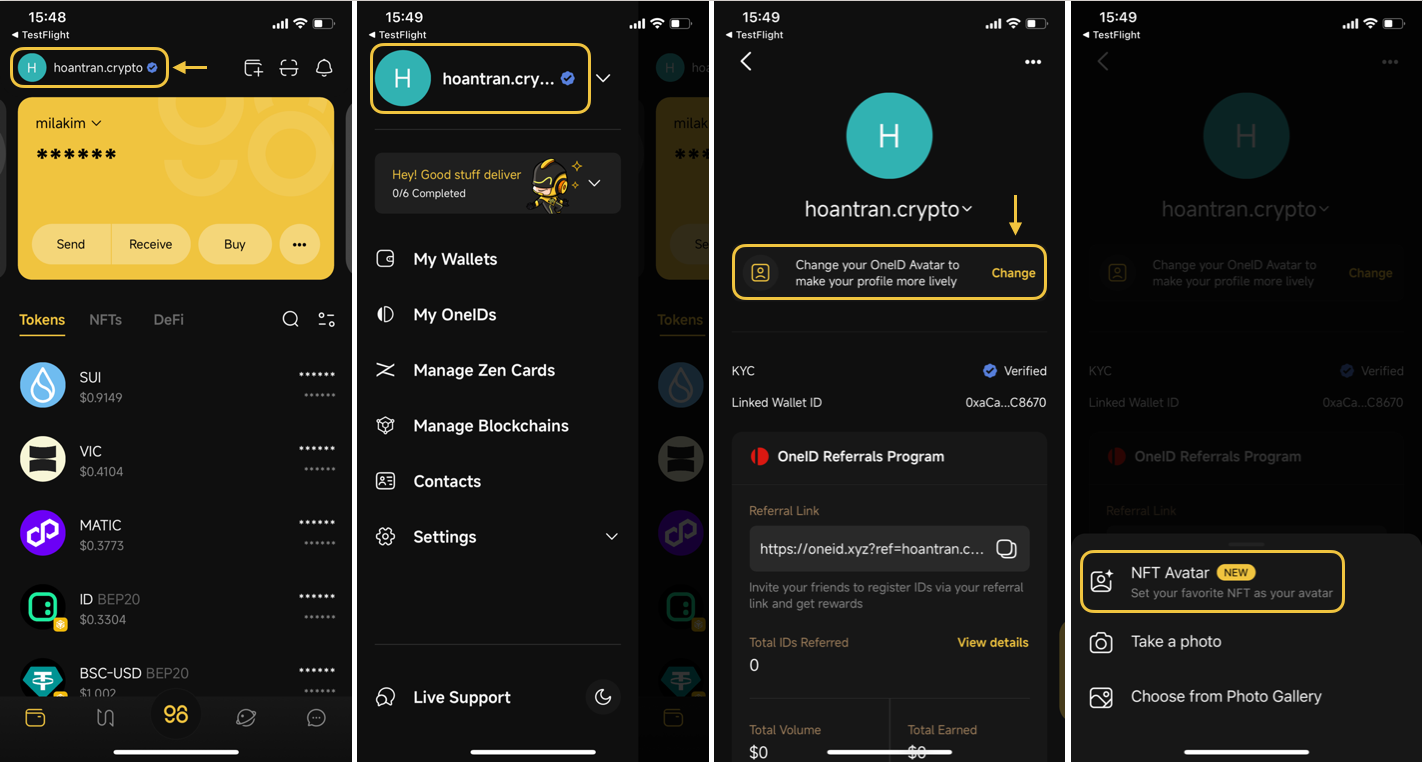 15:48
◀ TestFlight
H hoantran.crypto
milakim
******
Send
Receive
Buy
Tokens
NFTs
DeFi
SUI
$0.9149
******
******
VIC
$0.4104
******
******
MATIC
$0.3773
******
******
ID BEP20
$0.3304
******
******
BSC-USD BEP20
$1.002
******
******
96
15:49
◀ TestFlight
H hoantran.cry...
Hey! Good stuff deliver
0/6 Completed
My Wallets
My OneIDs
Manage Zen Cards
Manage Blockchains
Contacts
Settings
Live Support
H
milak
***
Se
Tokens
15:49
◀ TestFlight
H
hoantran.crypto
Change your OneID Avatar to
make your profile more lively
Change
KYC
Verified
Linked Wallet ID
0xaCa...C8670
OneID Referrals Program
Referral Link
https://oneid.xyz?ref=hoantran.c...
Invite your friends to register IDs via your referral
link and get rewards
Total IDs Referred
View details
0
Total Volume
Total Earned
$0
$0
15:49
◀ TestFlight
H
hoantran.crypto
Change your OneID Avatar to
make your profile more lively
Change
KYC
Verified
Linked Wallet ID
0xaCa...C8670
OneID Referrals Program
Referral Link
NFT Avatar NEW
Set your favorite NFT as your avatar
Take a photo
Choose from Photo Gallery